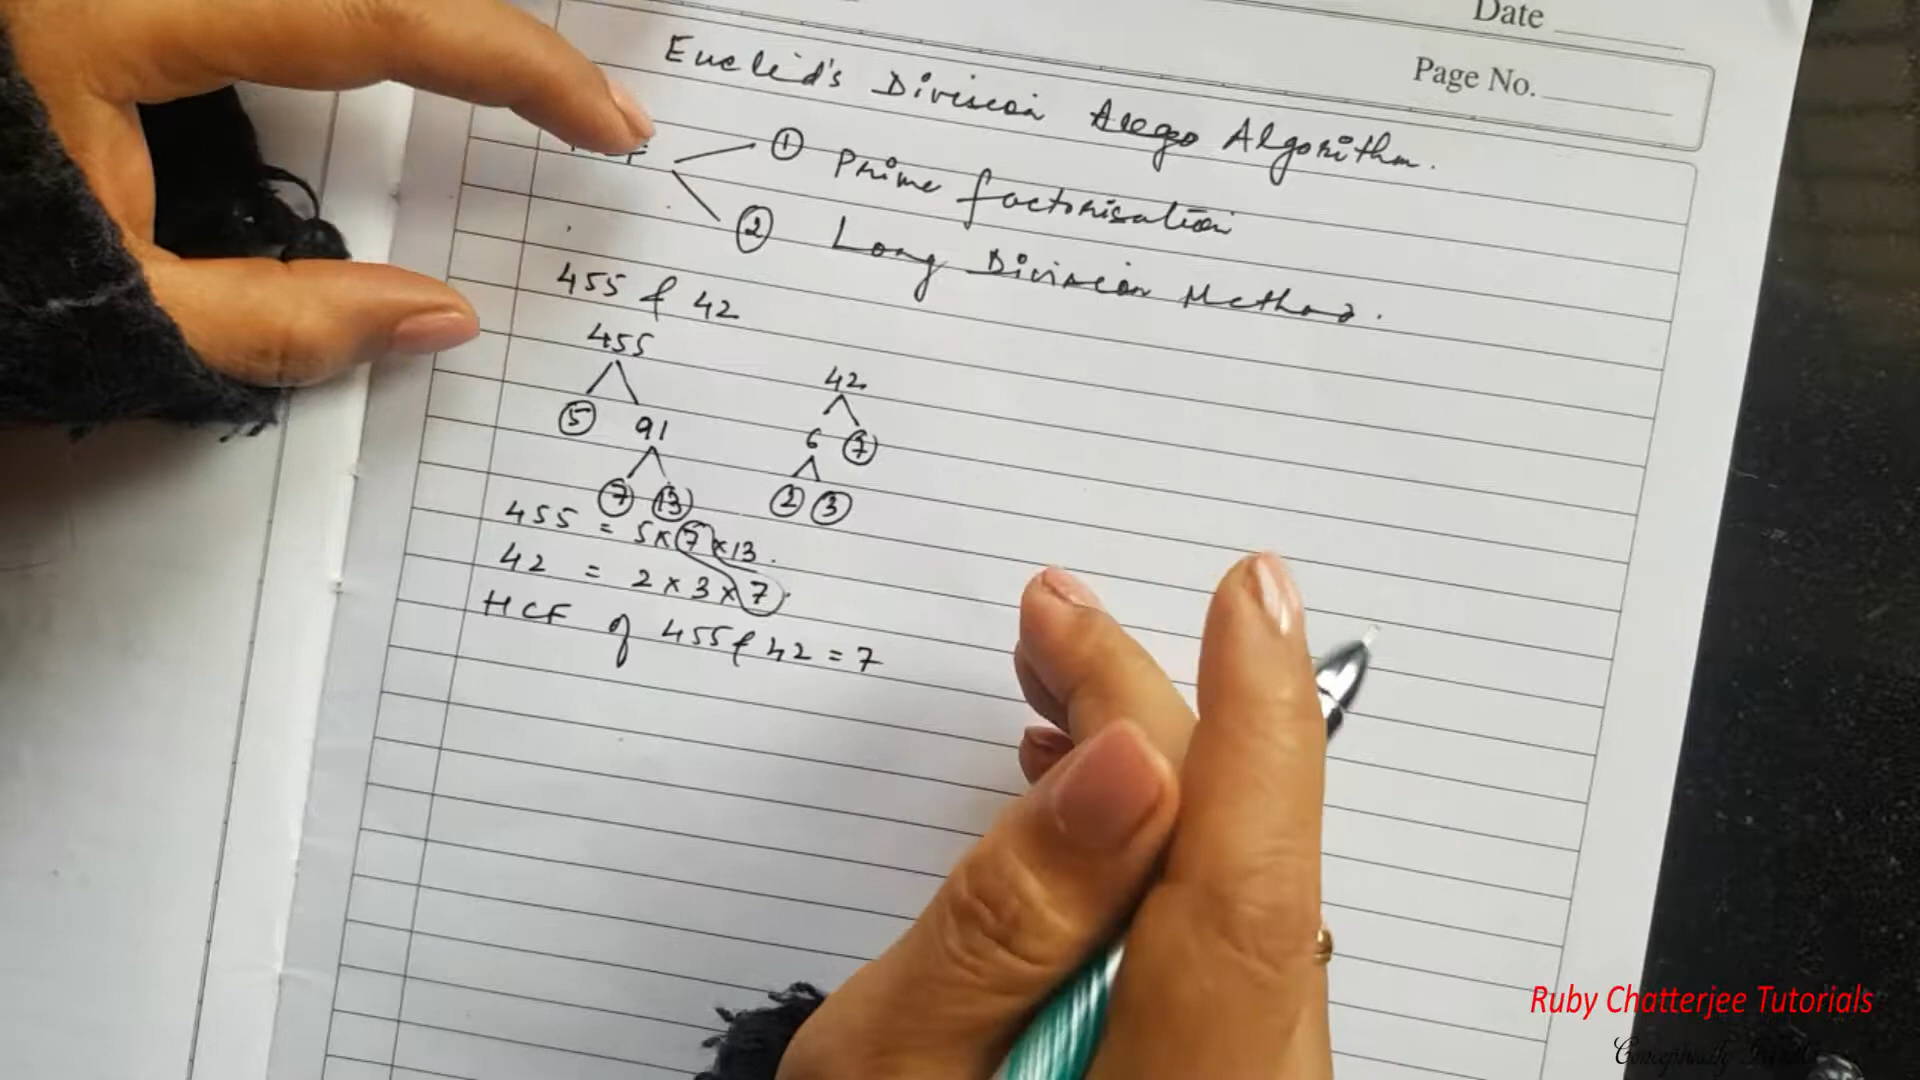 Date
Page No.
Euclid's Division Alego Algorithm.
① Prime factorisation
② Long Division Method.
455 & 42
455
42
⑤ 91
6 ⑦
⑦ ⑬
② ③
455 = 5×7×13.
42 = 2×3×7.
HCF of 455 & 42 = 7
Ruby Chatterjee Tutorials
Conceptually